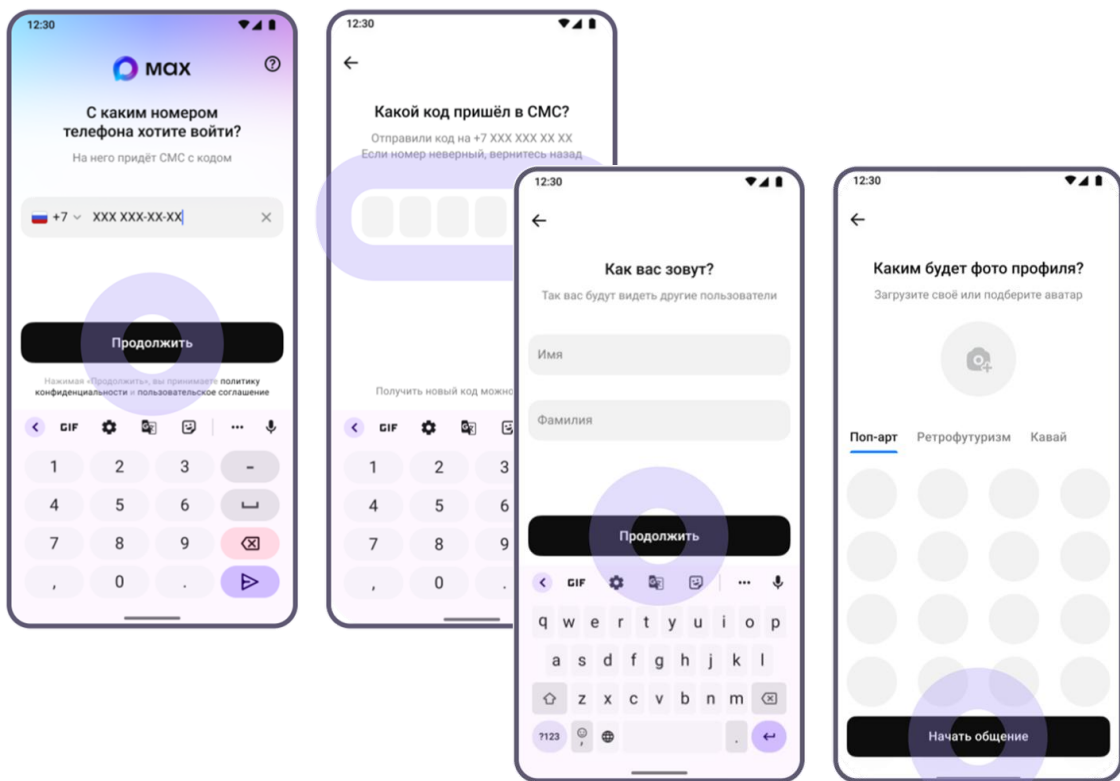 12:30
max
С каким номером
телефона хотите войти?
На него придёт СМС с кодом
+7 XXX XXX-XX-XX
Продолжить
Нажимая «Продолжить», вы принимаете политику
конфиденциальности и пользовательское соглашение
GIF
1 2 3 -
4 5 6
7 8 9
, 0 .
12:30
Какой код пришёл в СМС?
Отправили код на +7 XXX XXX XX XX
Если номер неверный, вернитесь назад
Получить новый код можно
GIF
1 2 3
4 5 6
7 8 9
, 0 .
12:30
Как вас зовут?
Так вас будут видеть другие пользователи
Имя
Фамилия
Продолжить
GIF
q w e r t y u i o p
a s d f g h j k l
z x c v b n m
?123 , .
12:30
Каким будет фото профиля?
Загрузите своё или подберите аватар
Поп-арт Ретрофутуризм Кавай
Начать общение